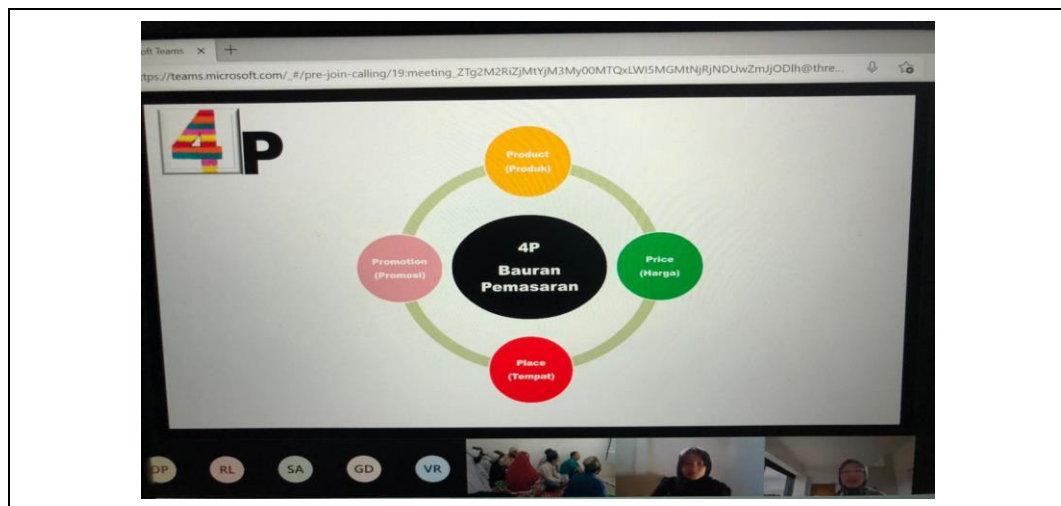 oft Teams
ttps://teams.microsoft.com/_#/pre-join-calling/19:meeting_ZTg2M2RiZjMtYjM3My00MTQxLWI5MGMtNjRjNDUwZmJjODlh@thre...
4P
Product
(Produk)
4P
Bauran
Pemasaran
Promotion
(Promosi)
Price
(Harga)
Place
(Tempat)
DP
RL
SA
GD
VR